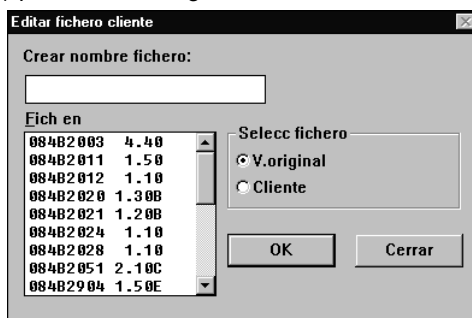 Editar fichero cliente
Crear nombre fichero:
Fich en
084B2003 4.40
084B2011 1.50
084B2012 1.10
084B2020 1.30B
084B2021 1.20B
084B2024 1.10
084B2028 1.10
084B2051 2.10C
084B2904 1.50E
Selecc fichero
V.original
Cliente
OK
Cerrar